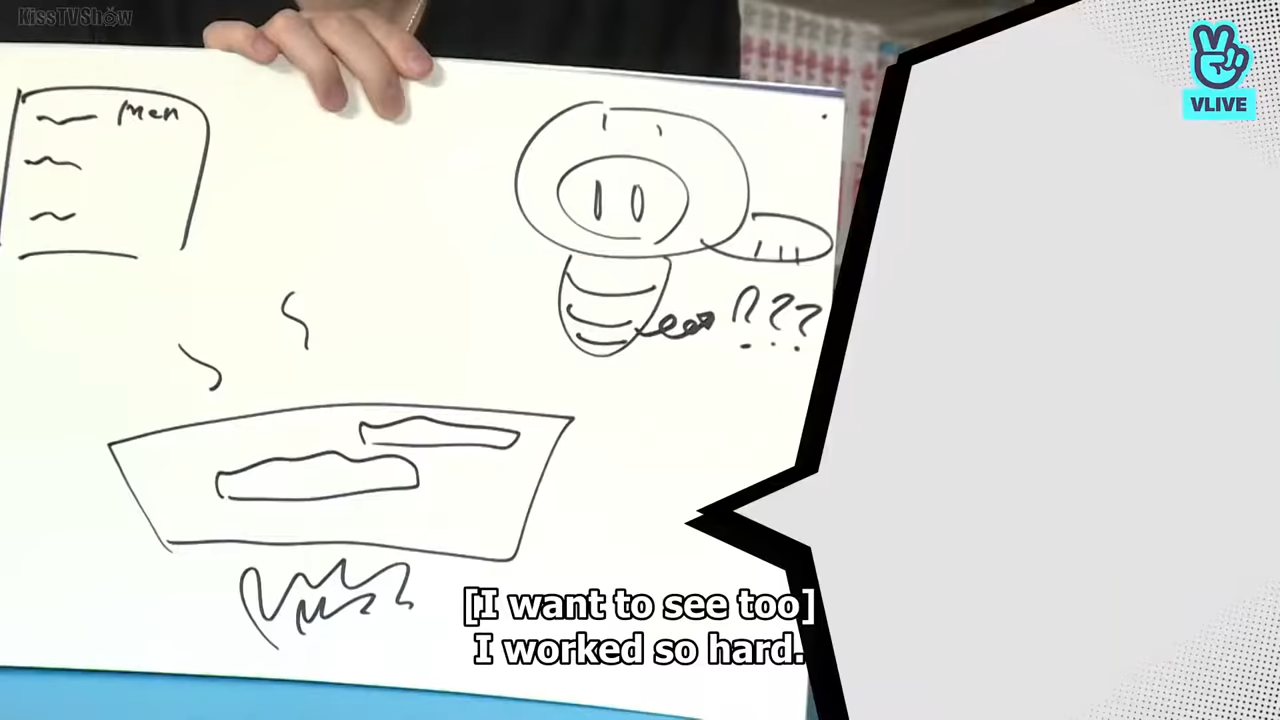 KissTVShow
VLIVE
men
???
[I want to see too]
I worked so hard.